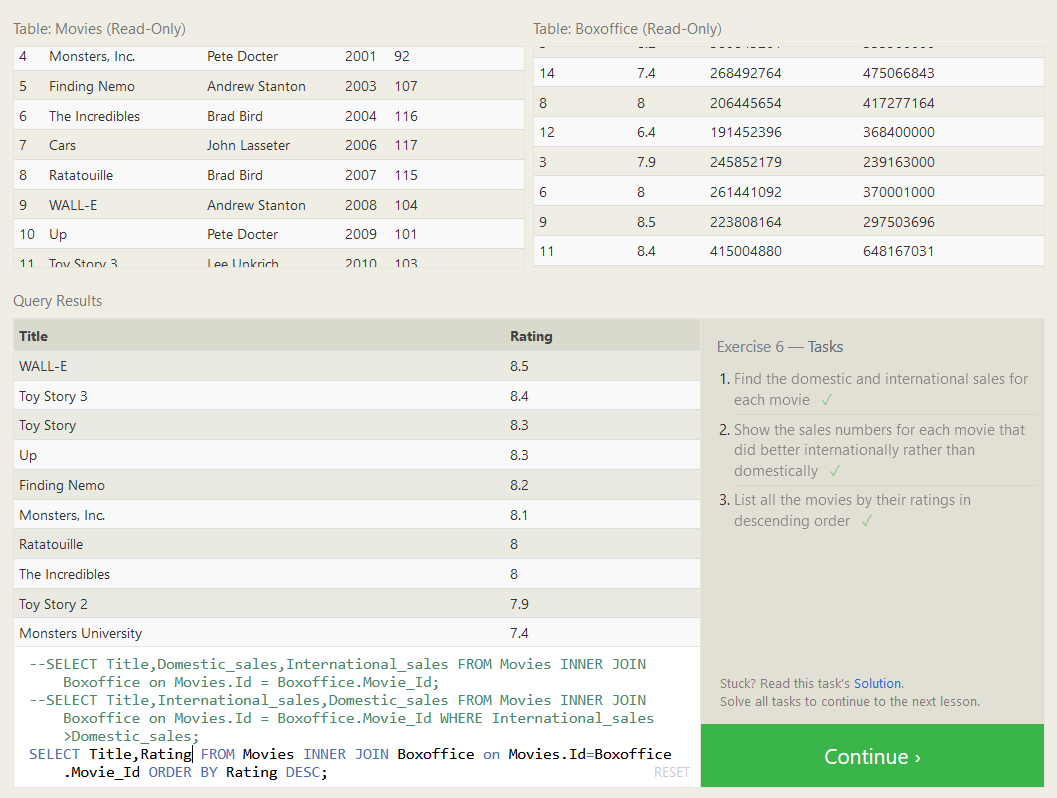 Table: Movies (Read-Only)
4 Monsters, Inc. Pete Docter 2001 92
5 Finding Nemo Andrew Stanton 2003 107
6 The Incredibles Brad Bird 2004 116
7 Cars John Lasseter 2006 117
8 Ratatouille Brad Bird 2007 115
9 WALL-E Andrew Stanton 2008 104
10 Up Pete Docter 2009 101
11 Toy Story 3 Lee Unkrich 2010 103
Table: Boxoffice (Read-Only)
14 7.4 268492764 475066843
8 8 206445654 417277164
12 6.4 191452396 368400000
3 7.9 245852179 239163000
6 8 261441092 370001000
9 8.5 223808164 297503696
11 8.4 415004880 648167031
Query Results
Title Rating
WALL-E 8.5
Toy Story 3 8.4
Toy Story 8.3
Up 8.3
Finding Nemo 8.2
Monsters, Inc. 8.1
Ratatouille 8
The Incredibles 8
Toy Story 2 7.9
Monsters University 7.4
--SELECT Title,Domestic_sales,International_sales FROM Movies INNER JOIN
Boxoffice on Movies.Id = Boxoffice.Movie_Id;
--SELECT Title,International_sales,Domestic_sales FROM Movies INNER JOIN
Boxoffice on Movies.Id = Boxoffice.Movie_Id WHERE International_sales
>Domestic_sales;
SELECT Title,Rating FROM Movies INNER JOIN Boxoffice on Movies.Id=Boxoffice
.Movie_Id ORDER BY Rating DESC;
RESET
Exercise 6 — Tasks
1. Find the domestic and international sales for
each movie ✓
2. Show the sales numbers for each movie that
did better internationally rather than
domestically ✓
3. List all the movies by their ratings in
descending order ✓
Stuck? Read this task's Solution.
Solve all tasks to continue to the next lesson.
Continue ›